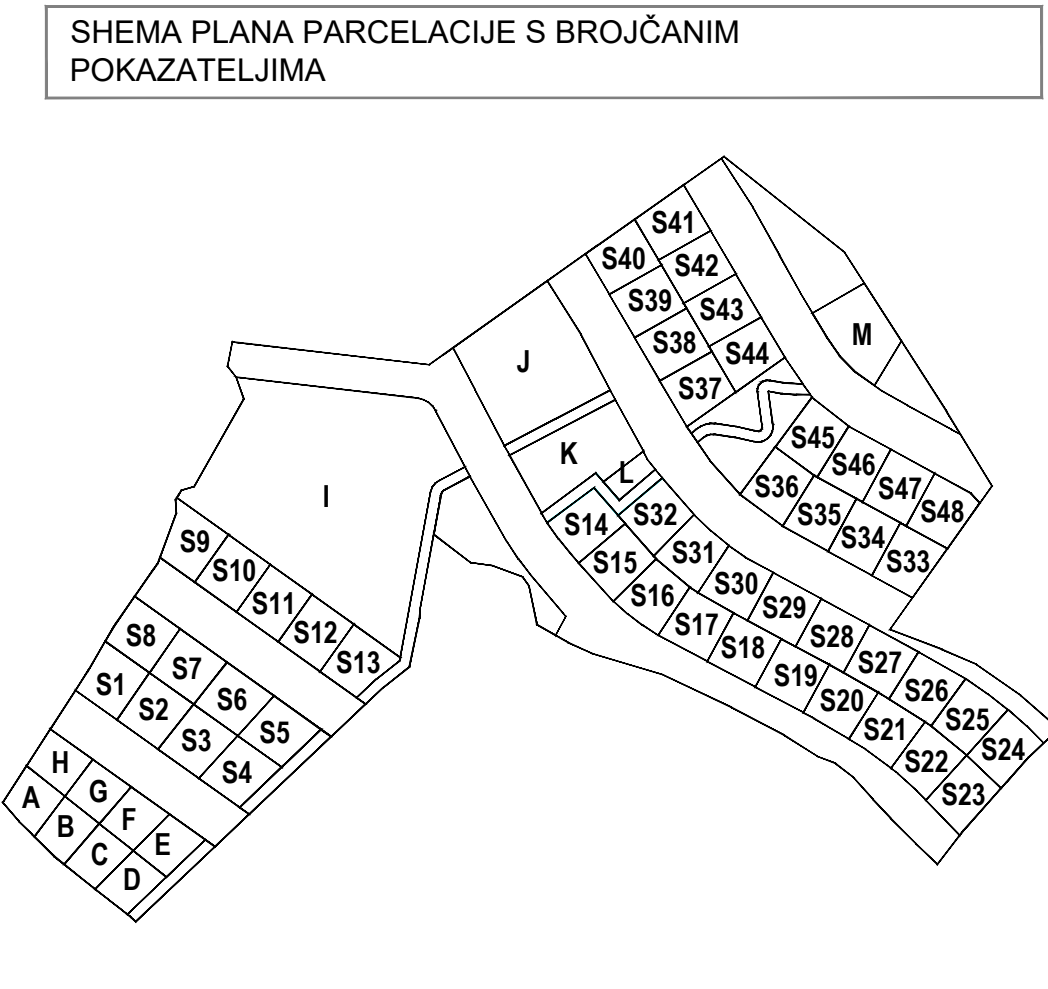 SHEMA PLANA PARCELACIJE S BROJČANIM
POKAZATELJIMA
S41
S40
S42
S39
S43
M
S38
S44
J
S37
S45
K
S46
L
S36
S47
I
S48
S32
S35
S14
S34
S9
S31
S33
S15
S10
S30
S16
S11
S29
S17
S12
S28
S8
S18
S13
S27
S7
S19
S1
S26
S6
S20
S2
S25
S5
S21
S3
S24
S22
H
S4
G
S23
A
F
B
E
C
D